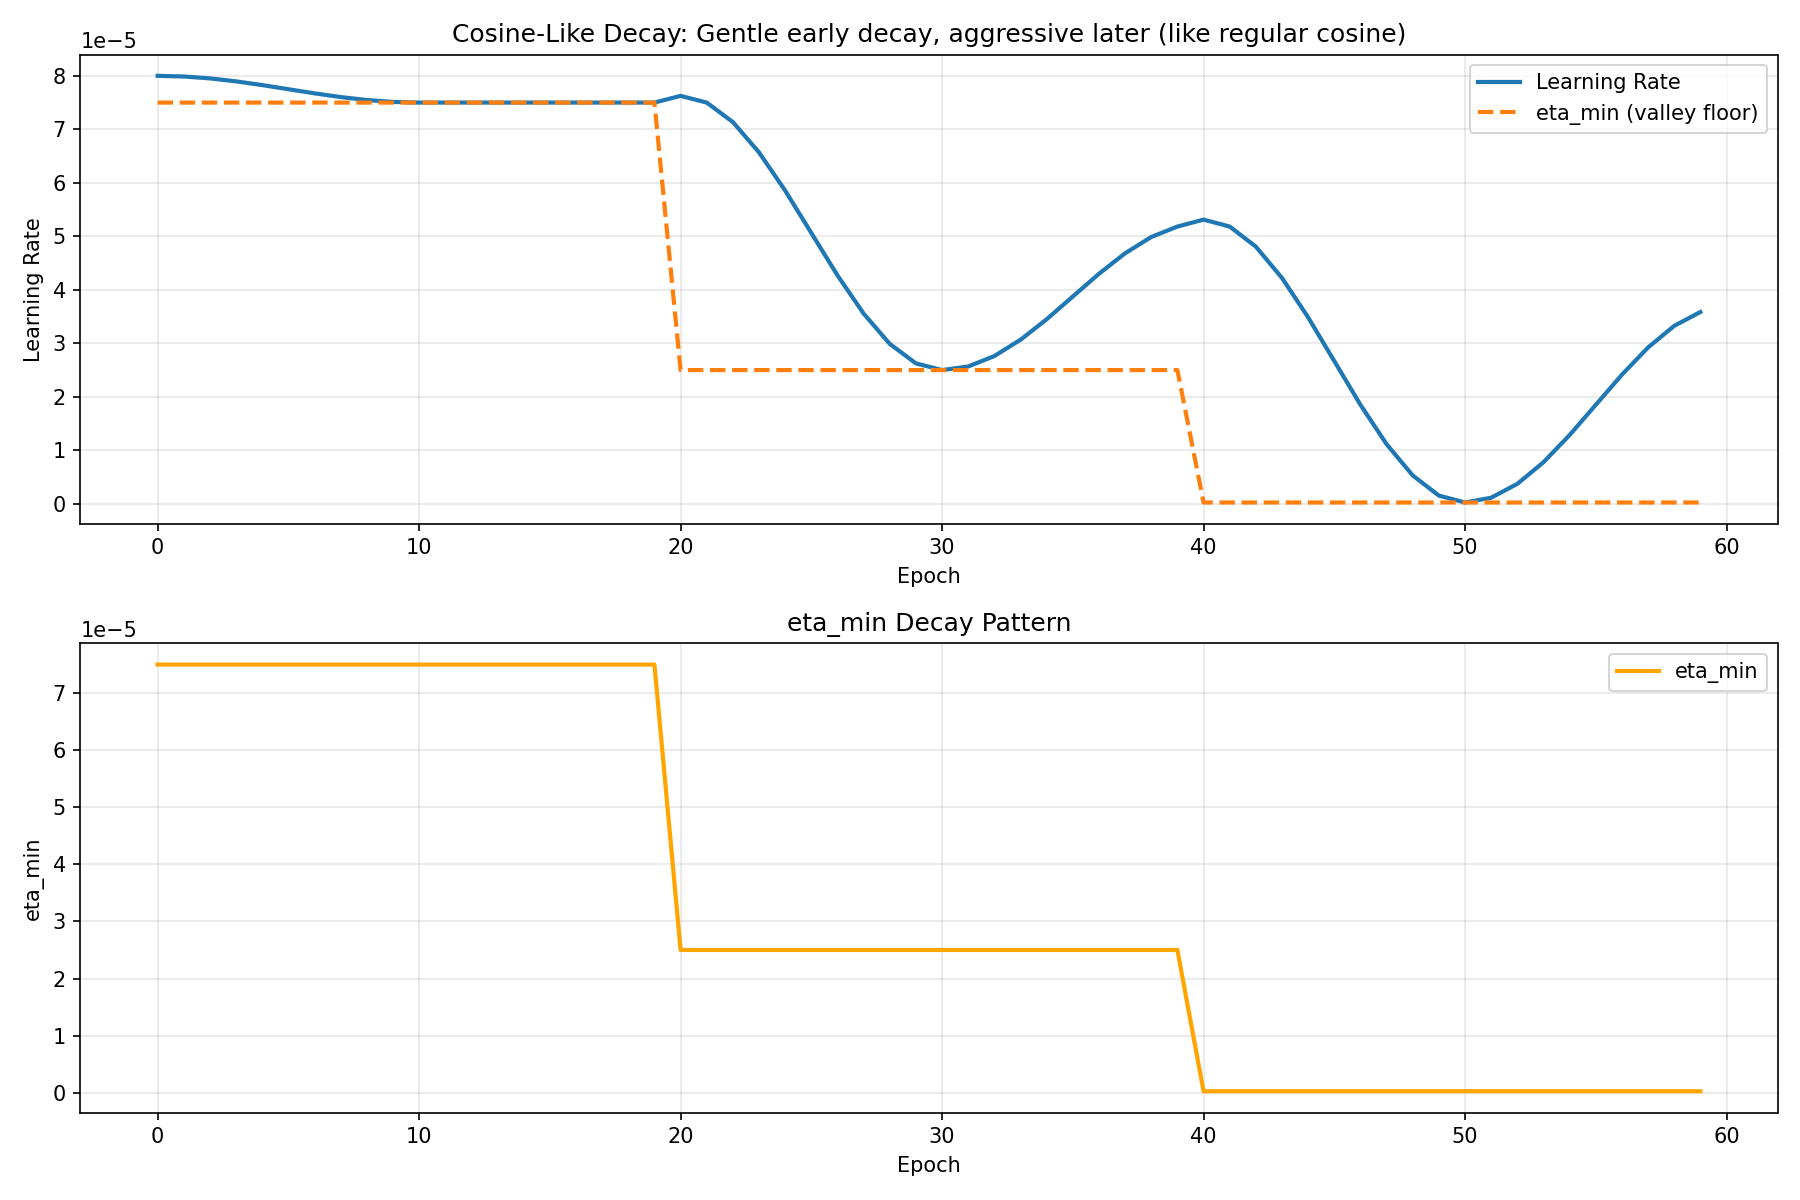 Cosine-Like Decay: Gentle early decay, aggressive later (like regular cosine)
1e−5
8
7
6
5
4
3
2
1
0
Learning Rate
Learning Rate
eta_min (valley floor)
0 10 20 30 40 50 60
Epoch
eta_min Decay Pattern
1e−5
7
6
5
4
3
2
1
0
eta_min
eta_min
0 10 20 30 40 50 60
Epoch